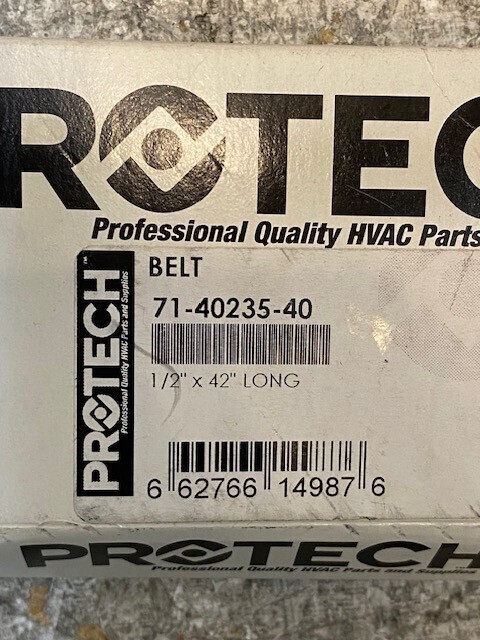 PROTEC
Professional Quality HVAC Parts
PROTECH™
Professional Quality HVAC Parts and Supplies
BELT
71-40235-40
1/2" x 42" LONG
6 62766 14987 6
PROTECH
Professional Quality HVAC Parts and Supplies